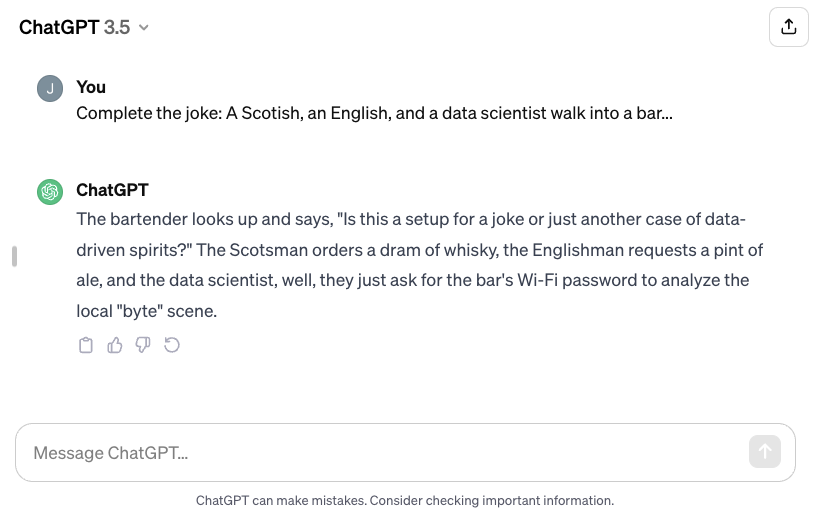 ChatGPT 3.5
J
You
Complete the joke: A Scotish, an English, and a data scientist walk into a bar...
ChatGPT
The bartender looks up and says, "Is this a setup for a joke or just another case of data-
driven spirits?" The Scotsman orders a dram of whisky, the Englishman requests a pint of
ale, and the data scientist, well, they just ask for the bar's Wi-Fi password to analyze the
local "byte" scene.
Message ChatGPT...
ChatGPT can make mistakes. Consider checking important information.